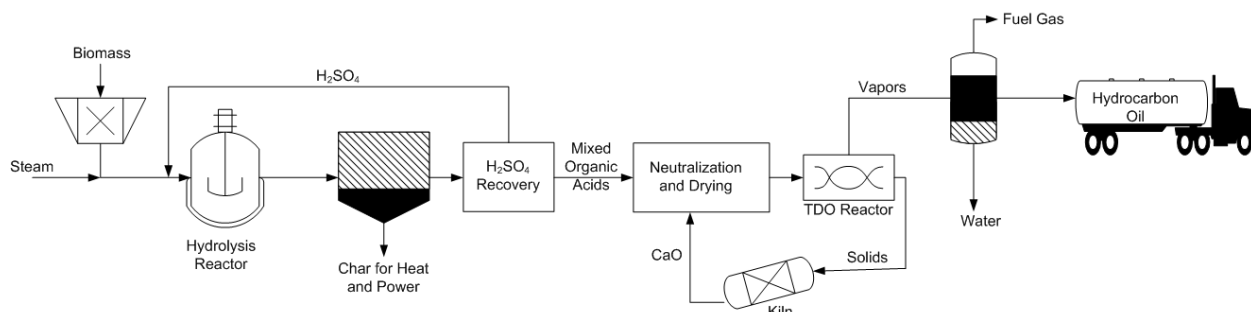 Biomass
Steam
H₂SO₄
Hydrolysis
Reactor
Char for Heat
and Power
H₂SO₄
Recovery
Mixed
Organic
Acids
Neutralization
and Drying
CaO
Kiln
TDO Reactor
Solids
Vapors
Fuel Gas
Water
Hydrocarbon
Oil